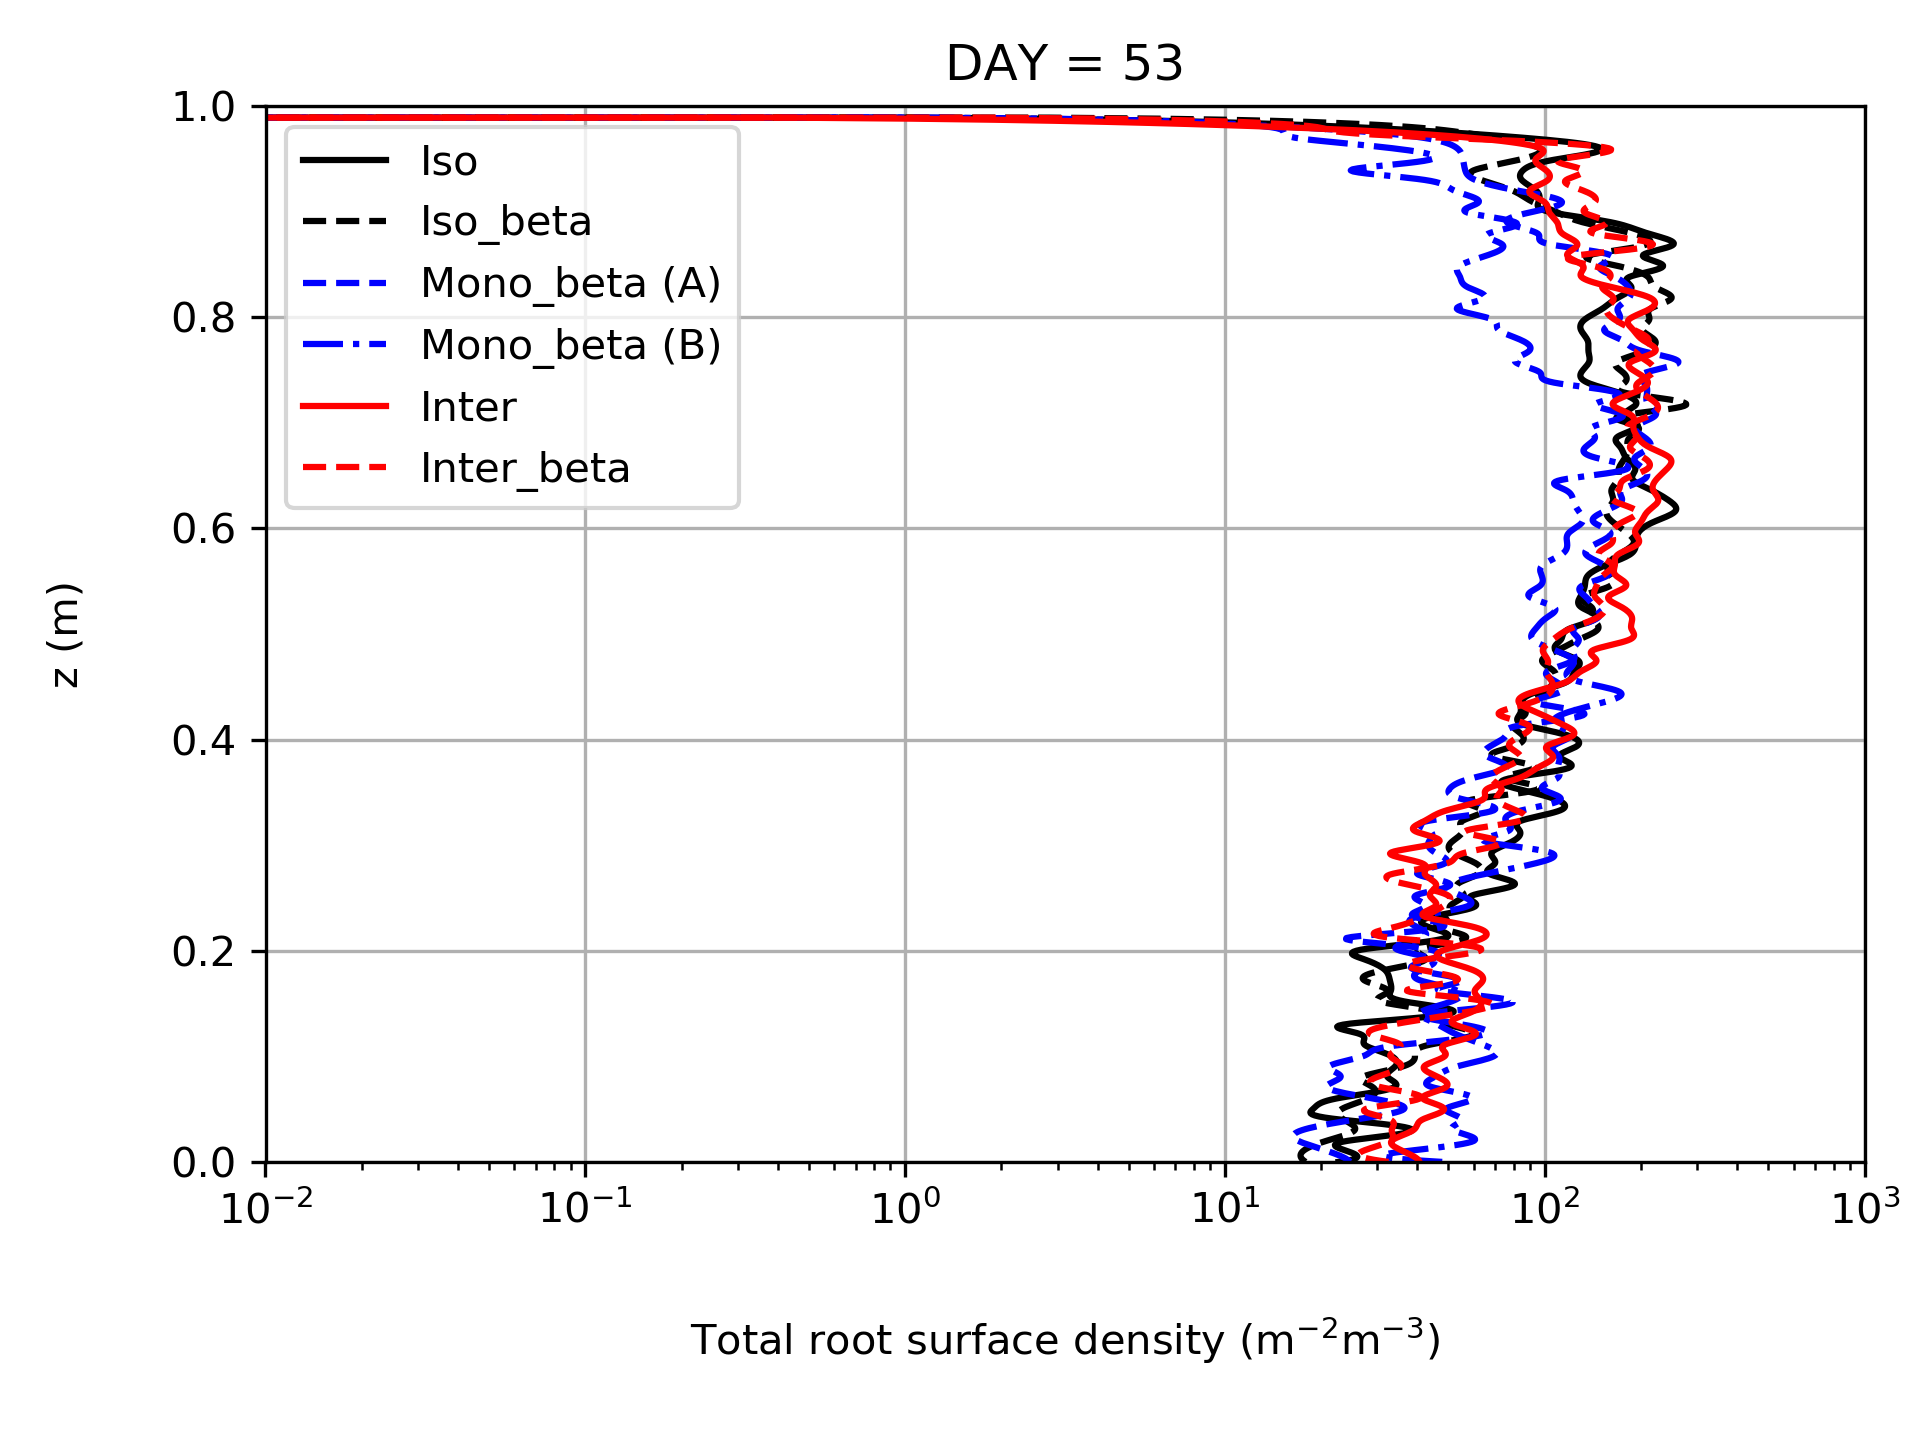 DAY = 53
1.0
0.8
0.6
0.4
0.2
0.0
z (m)
Iso
Iso_beta
Mono_beta (A)
Mono_beta (B)
Inter
Inter_beta
10⁻² 10⁻¹ 10⁰ 10¹ 10² 10³
Total root surface density (m⁻²m⁻³)